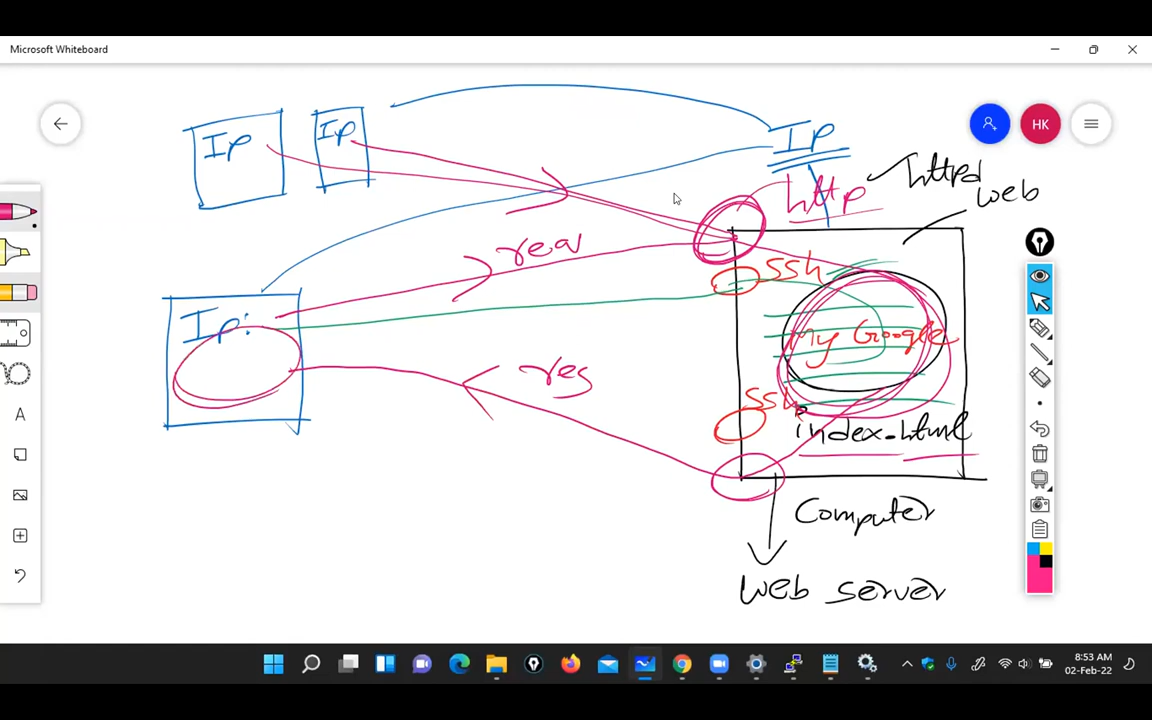 Microsoft Whiteboard
HK
IP
IP
IP
http
httpd
web
req
ssh
IP:
My Google
res
ssh
index.html
Computer
Web server
A
8:53 AM
02-Feb-22